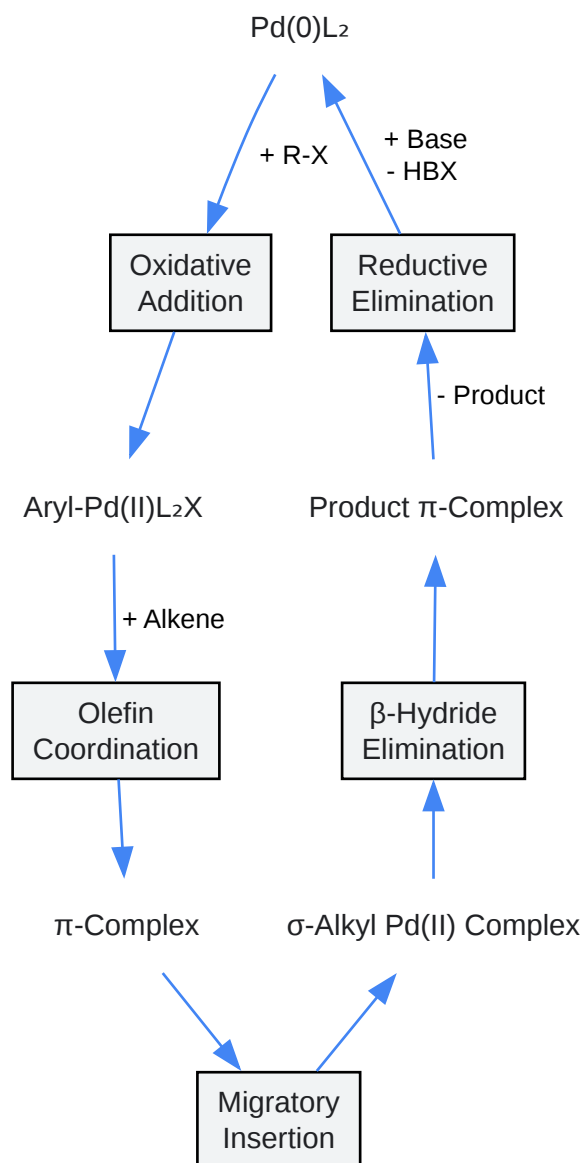 Pd(0)L₂
+ R-X
+ Base
- HBX
Oxidative
Addition
Reductive
Elimination
- Product
Aryl-Pd(II)L₂X
Product π-Complex
+ Alkene
Olefin
Coordination
β-Hydride
Elimination
π-Complex
σ-Alkyl Pd(II) Complex
Migratory
Insertion